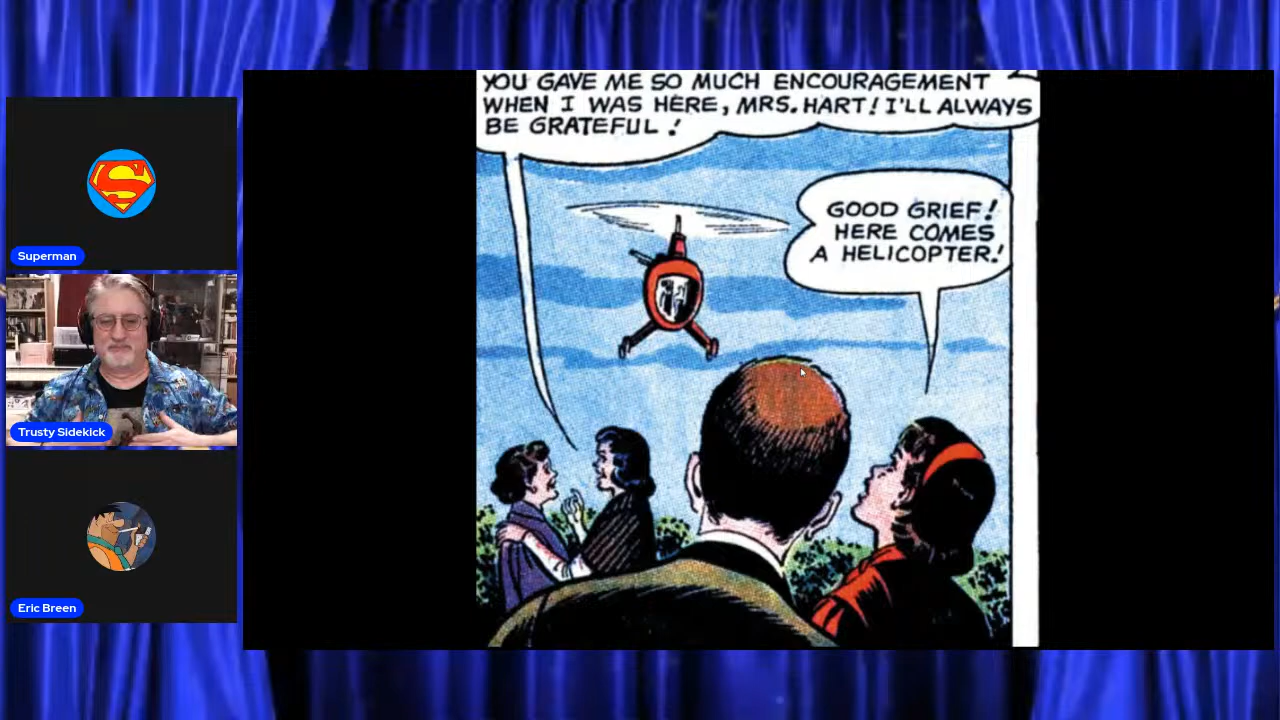 YOU GAVE ME SO MUCH ENCOURAGEMENT
WHEN I WAS HERE, MRS. HART! I'LL ALWAYS
BE GRATEFUL!
GOOD GRIEF!
HERE COMES
A HELICOPTER!
S
Superman
Trusty Sidekick
Eric Breen